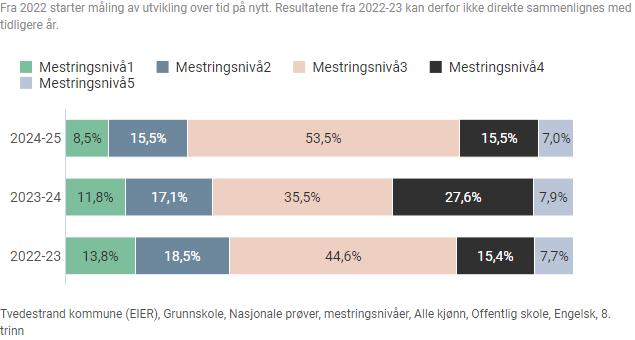 Fra 2022 starter måling av utvikling over tid på nytt. Resultatene fra 2022-23 kan derfor ikke direkte sammenlignes med
tidligere år.
Mestringsnivå1 Mestringsnivå2 Mestringsnivå3 Mestringsnivå4
Mestringsnivå5
2024-25 8,5% 15,5% 53,5% 15,5% 7,0%
2023-24 11,8% 17,1% 35,5% 27,6% 7,9%
2022-23 13,8% 18,5% 44,6% 15,4% 7,7%
Tvedestrand kommune (EIER), Grunnskole, Nasjonale prøver, mestringsnivåer, Alle kjønn, Offentlig skole, Engelsk, 8.
trinn